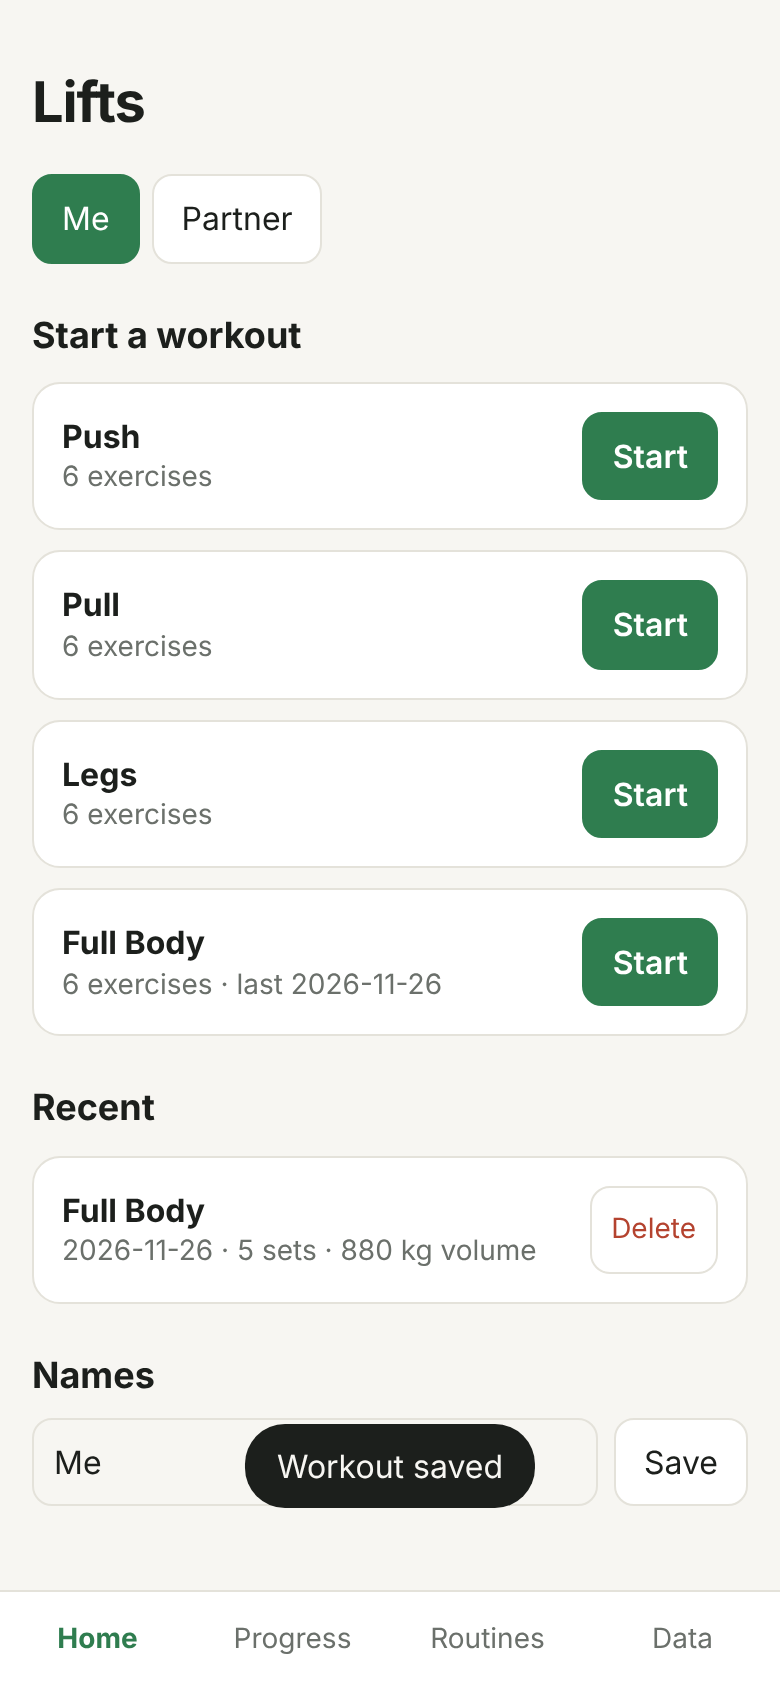 Lifts
Me
Partner
Start a workout
Push
6 exercises
Start
Pull
6 exercises
Start
Legs
6 exercises
Start
Full Body
6 exercises · last 2026-11-26
Start
Recent
Full Body
2026-11-26 · 5 sets · 880 kg volume
Delete
Names
Me
Workout saved
Save
Home
Progress
Routines
Data